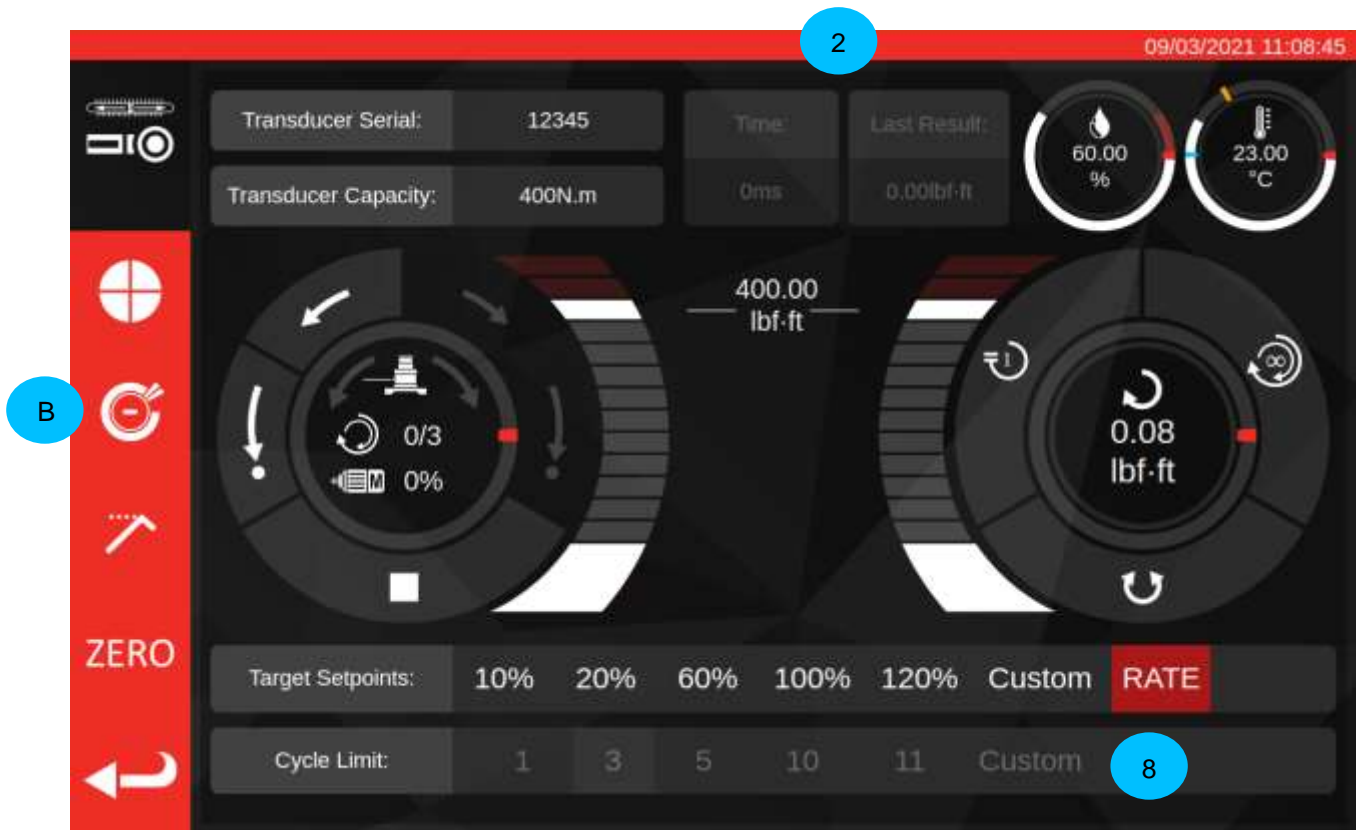 2
09/03/2021 11:08:45
Transducer Serial: 12345
Time: Last Result:
Transducer Capacity: 400N.m
0ms 0.00lbf·ft
60.00
%
23.00
°C
400.00
lbf·ft
1
∞
B
0/3
M 0%
0.08
lbf·ft
ZERO
Target Setpoints: 10% 20% 60% 100% 120% Custom RATE
Cycle Limit: 1 3 5 10 11 Custom 8